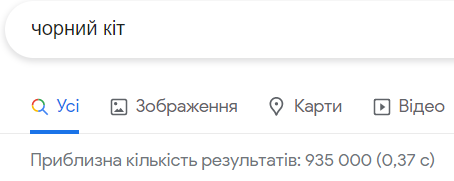 чорний кіт
Усі Зображення Карти Відео
Приблизна кількість результатів: 935 000 (0,37 с)